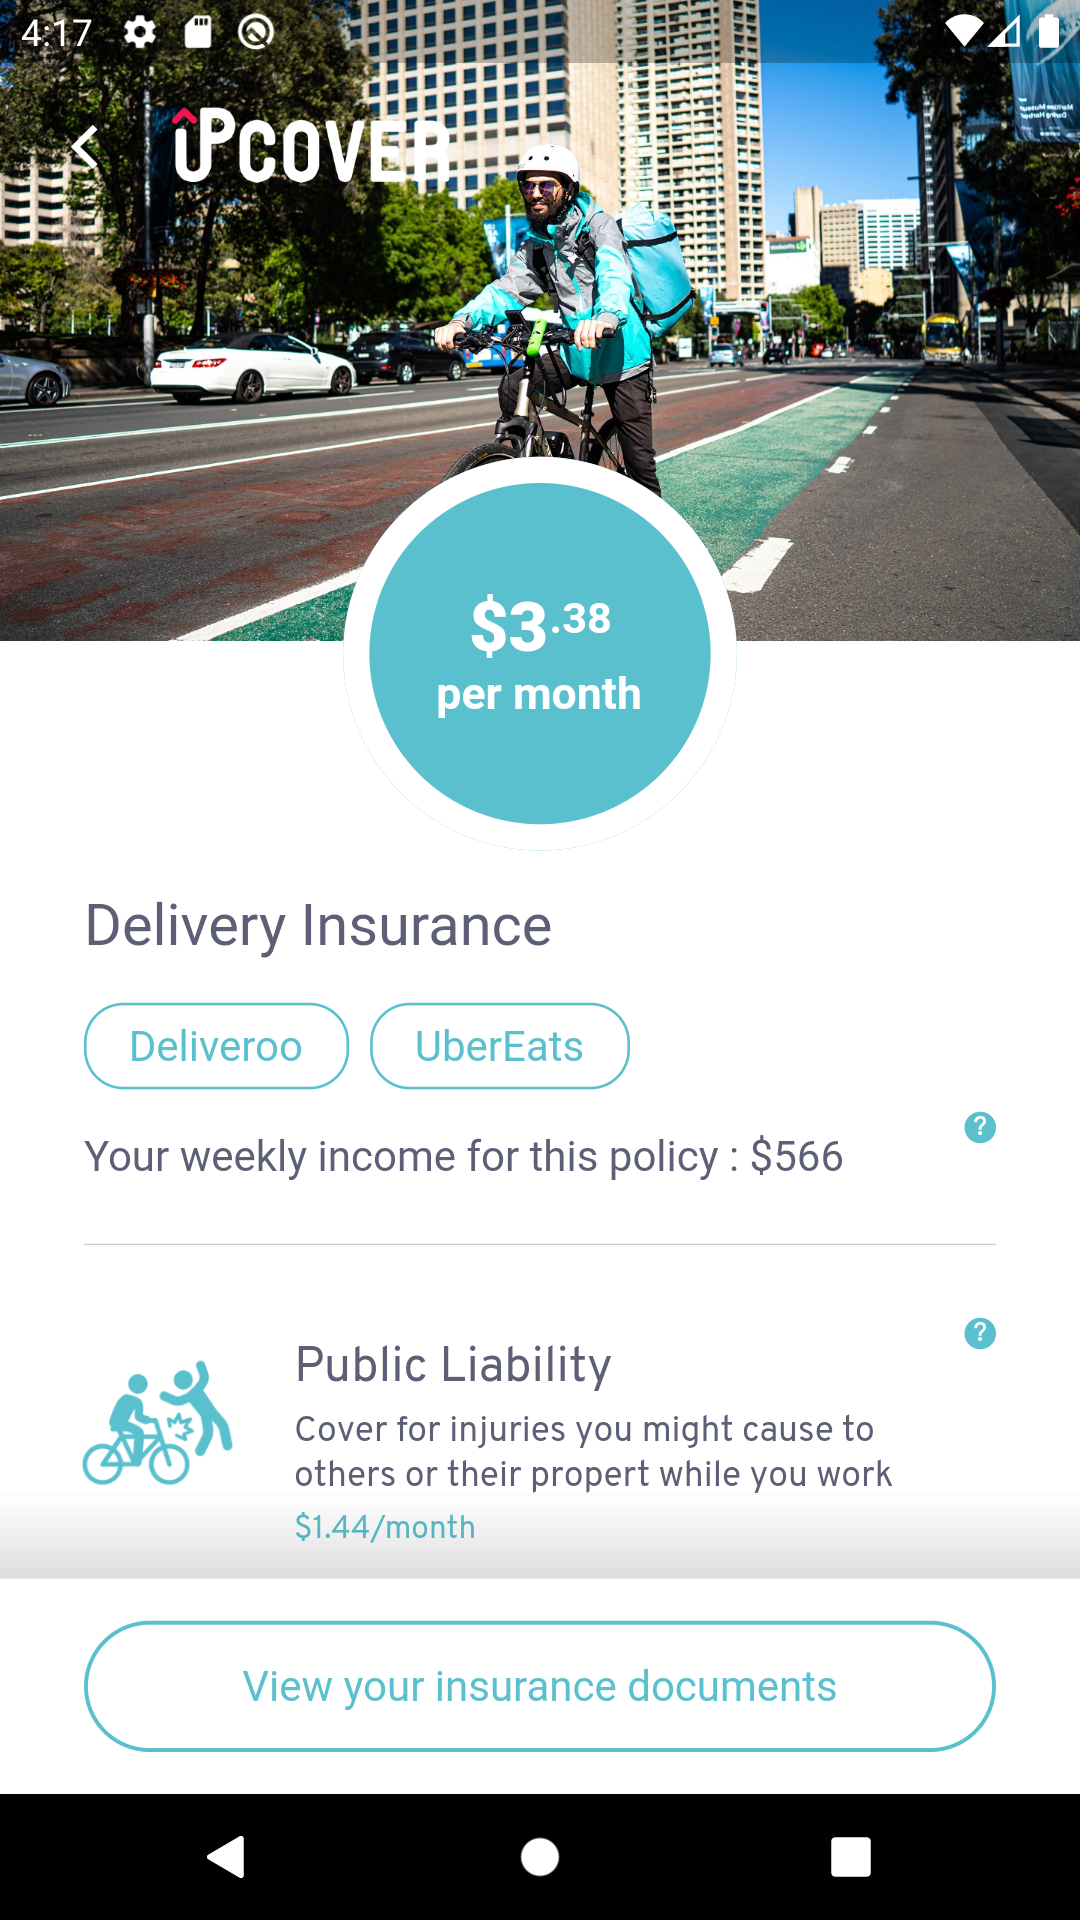 4:17
UPCOVER
$3.38
per month
Delivery Insurance
Deliveroo UberEats
?
Your weekly income for this policy : $566
?
Public Liability
Cover for injuries you might cause to
others or their propert while you work
$1.44/month
View your insurance documents